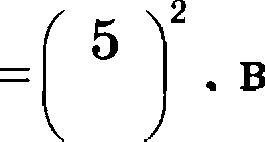 =( 5 )². в